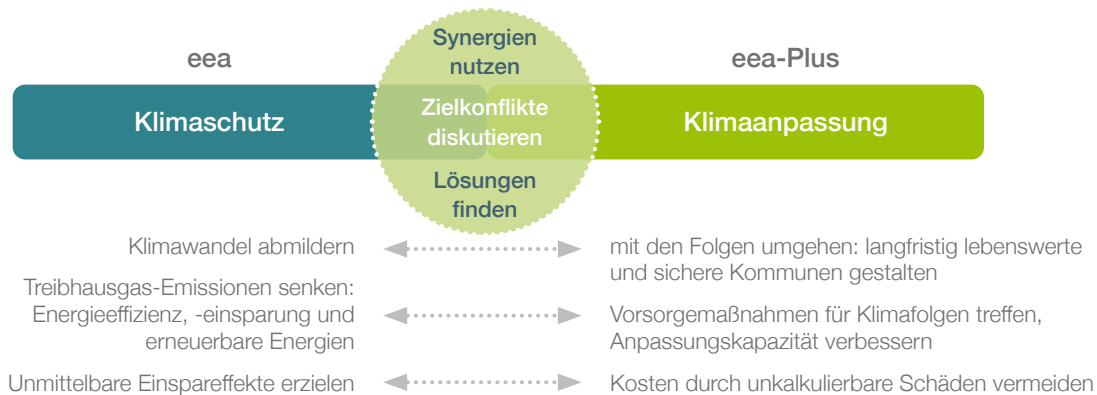 eea
eea-Plus
Klimaschutz
Synergien
nutzen
Zielkonflikte
diskutieren
Lösungen
finden
Klimaanpassung
Klimawandel abmildern
mit den Folgen umgehen: langfristig lebenswerte
und sichere Kommunen gestalten
Treibhausgas-Emissionen senken:
Energieeffizienz, -einsparung und
erneuerbare Energien
Vorsorgemaßnahmen für Klimafolgen treffen,
Anpassungskapazität verbessern
Unmittelbare Einspareffekte erzielen
Kosten durch unkalkulierbare Schäden vermeiden